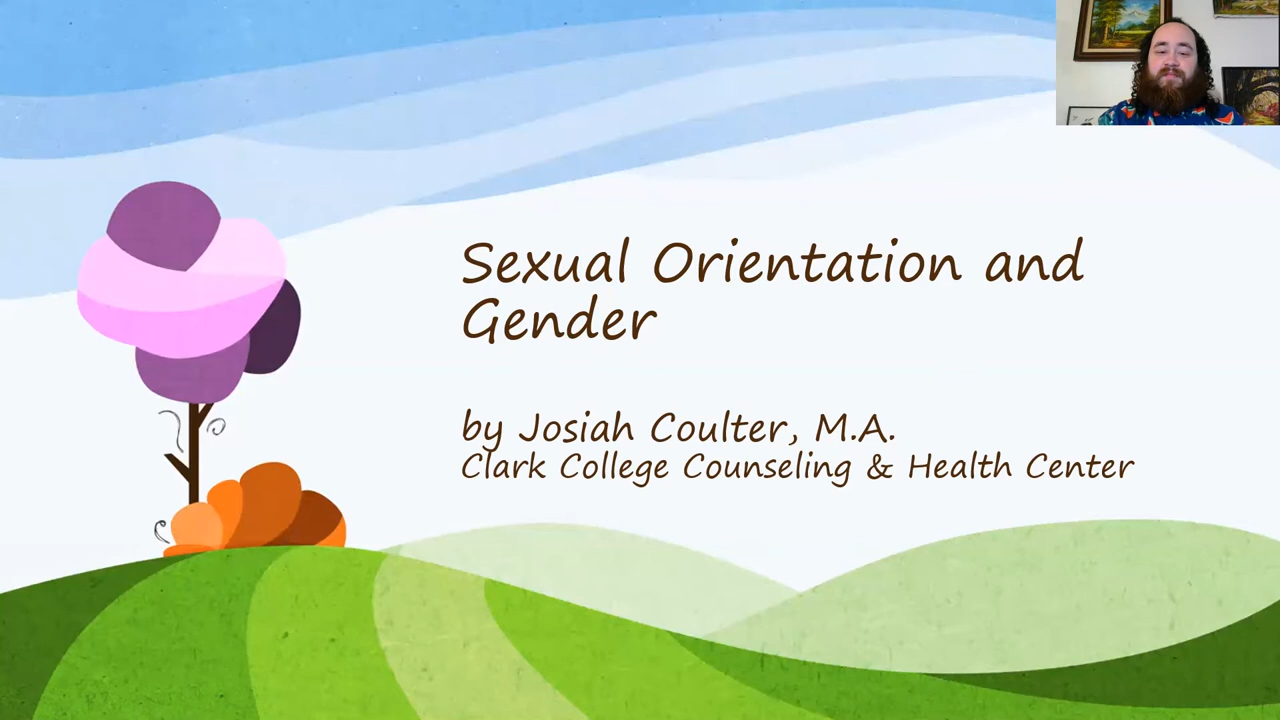 Sexual Orientation and
Gender
by Josiah Coulter, M.A.
Clark College Counseling & Health Center